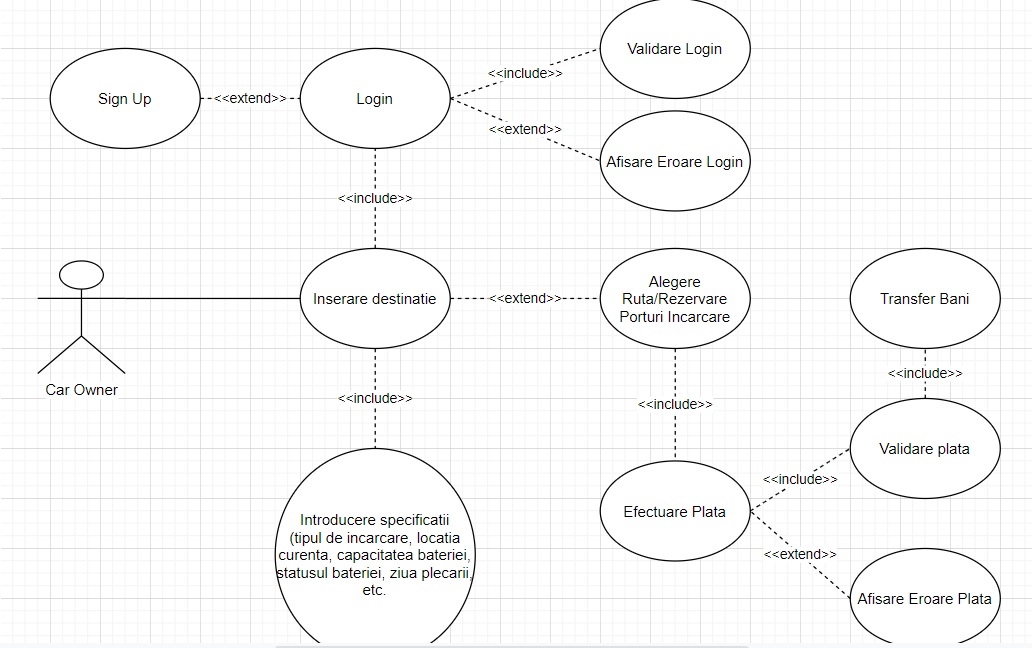 Validare Login
<<include>>
Sign Up
<<extend>>
Login
<<extend>>
Afisare Eroare Login
<<include>>
Car Owner
Inserare destinatie
<<extend>>
Alegere
Ruta/Rezervare
Porturi Incarcare
Transfer Bani
<<include>>
<<include>>
<<include>>
Validare plata
<<include>>
Efectuare Plata
<<extend>>
Introducere specificatii
(tipul de incarcare, locatia
curenta, capacitatea bateriei,
statusul bateriei, ziua plecarii,
etc.
Afisare Eroare Plata